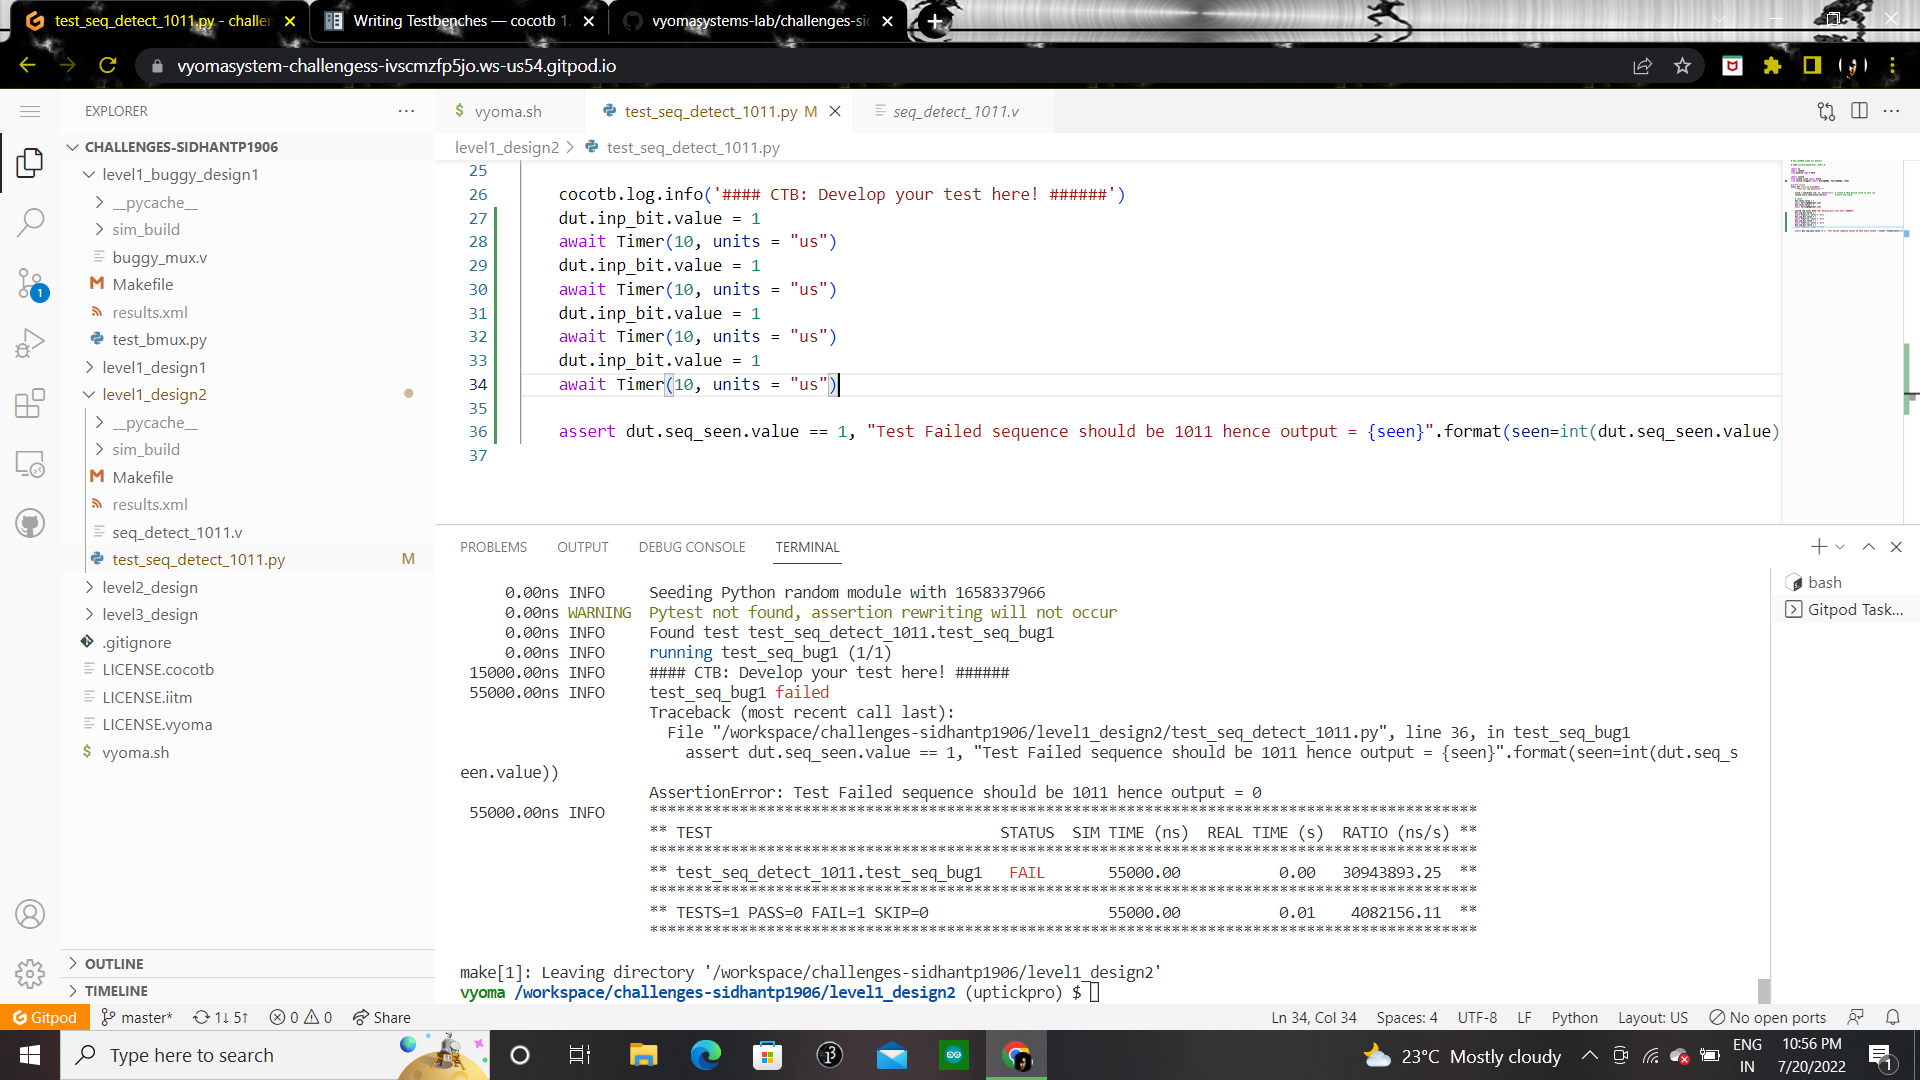 test_seq_detect_1011.py - challen
Writing Testbenches — cocotb 1.
vyomasystems-lab/challenges-sid
vyomasystem-challengess-ivscmzfp5jo.ws-us54.gitpod.io
EXPLORER
CHALLENGES-SIDHANTP1906
level1_buggy_design1
__pycache__
sim_build
buggy_mux.v
Makefile
results.xml
test_bmux.py
level1_design1
level1_design2
__pycache__
sim_build
Makefile
results.xml
seq_detect_1011.v
test_seq_detect_1011.py M
level2_design
level3_design
.gitignore
LICENSE.cocotb
LICENSE.iitm
LICENSE.vyoma
vyoma.sh
OUTLINE
TIMELINE
1
vyoma.sh
test_seq_detect_1011.py M
seq_detect_1011.v
level1_design2 > test_seq_detect_1011.py
25
26 cocotb.log.info('#### CTB: Develop your test here! ######')
27 dut.inp_bit.value = 1
28 await Timer(10, units = "us")
29 dut.inp_bit.value = 1
30 await Timer(10, units = "us")
31 dut.inp_bit.value = 1
32 await Timer(10, units = "us")
33 dut.inp_bit.value = 1
34 await Timer(10, units = "us")
35
36 assert dut.seq_seen.value == 1, "Test Failed sequence should be 1011 hence output = {seen}".format(seen=int(dut.seq_seen.value)
37
PROBLEMS OUTPUT DEBUG CONSOLE TERMINAL
bash
Gitpod Task...
0.00ns INFO Seeding Python random module with 1658337966
0.00ns WARNING Pytest not found, assertion rewriting will not occur
0.00ns INFO Found test test_seq_detect_1011.test_seq_bug1
0.00ns INFO running test_seq_bug1 (1/1)
15000.00ns INFO #### CTB: Develop your test here! ######
55000.00ns INFO test_seq_bug1 failed
Traceback (most recent call last):
File "/workspace/challenges-sidhantp1906/level1_design2/test_seq_detect_1011.py", line 36, in test_seq_bug1
assert dut.seq_seen.value == 1, "Test Failed sequence should be 1011 hence output = {seen}".format(seen=int(dut.seq_s
een.value))
AssertionError: Test Failed sequence should be 1011 hence output = 0
55000.00ns INFO ********************************************************************************************
** TEST STATUS SIM TIME (ns) REAL TIME (s) RATIO (ns/s) **
********************************************************************************************
** test_seq_detect_1011.test_seq_bug1 FAIL 55000.00 0.00 30943893.25 **
********************************************************************************************
** TESTS=1 PASS=0 FAIL=1 SKIP=0 55000.00 0.01 4082156.11 **
********************************************************************************************
make[1]: Leaving directory '/workspace/challenges-sidhantp1906/level1_design2'
vyoma /workspace/challenges-sidhantp1906/level1_design2 (uptickpro) $
Gitpod master* 1↓ 5↑ 0 0 Share
Ln 34, Col 34 Spaces: 4 UTF-8 LF Python Layout: US No open ports
Type here to search
23°C Mostly cloudy
ENG
IN
10:56 PM
7/20/2022
1